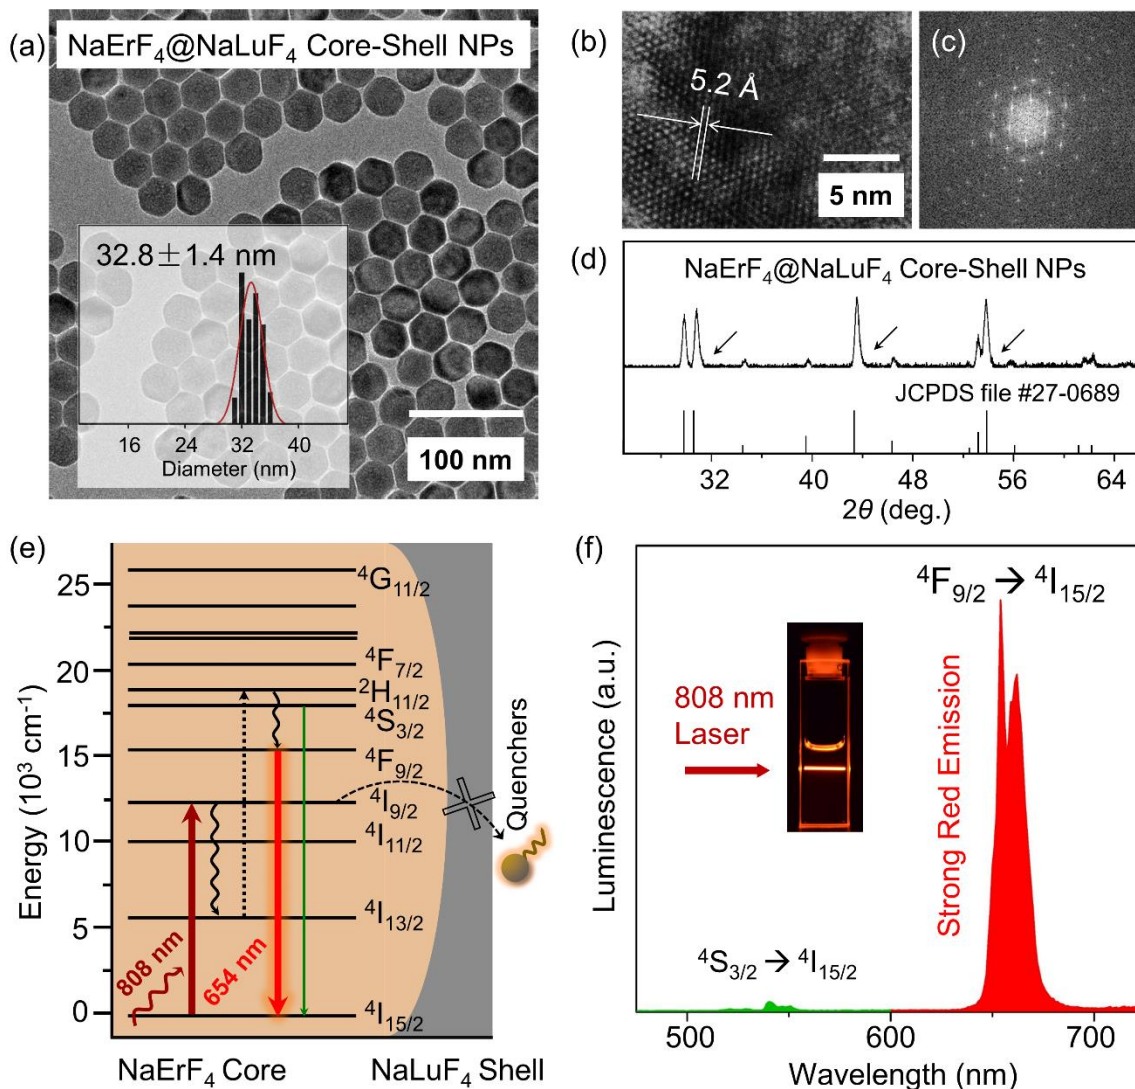 (a)
NaErF₄@NaLuF₄ Core-Shell NPs
32.8±1.4 nm
16 24 32 40
Diameter (nm)
100 nm
(b)
5.2 Å
5 nm
(c)
(d)
NaErF₄@NaLuF₄ Core-Shell NPs
JCPDS file #27-0689
32 40 48 56 64
2θ (deg.)
(e)
Energy (10³ cm⁻¹)
25
20
15
10
5
0
⁴G₁₁/₂
⁴F₇/₂
²H₁₁/₂
⁴S₃/₂
⁴F₉/₂
⁴I₉/₂
⁴I₁₁/₂
⁴I₁₃/₂
⁴I₁₅/₂
808 nm
654 nm
Quenchers
NaErF₄ Core
NaLuF₄ Shell
(f)
Luminescence (a.u.)
⁴F₉/₂ → ⁴I₁₅/₂
808 nm
Laser
Strong Red Emission
⁴S₃/₂ → ⁴I₁₅/₂
500 550 600 650 700
Wavelength (nm)